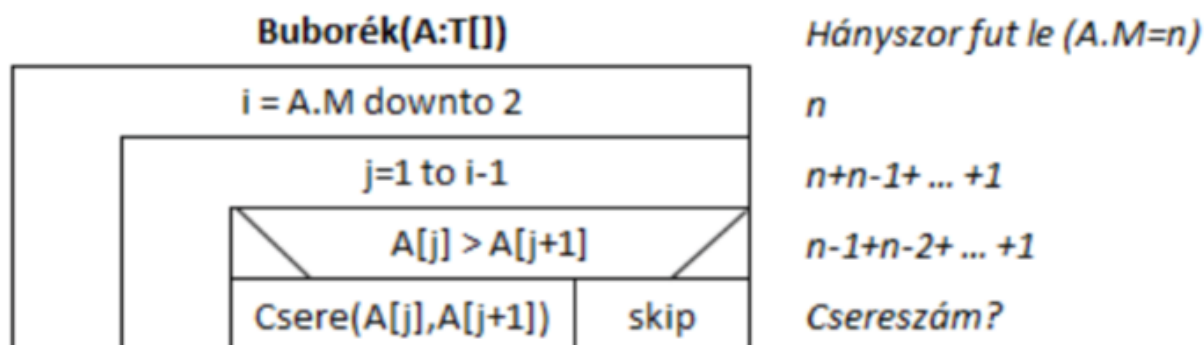 Buborék(A:T[]) Hányszor fut le (A.M=n)
i = A.M downto 2 n
j=1 to i-1 n+n-1+ ... +1
A[j] > A[j+1] n-1+n-2+ ... +1
Csere(A[j],A[j+1]) skip Csereszám?